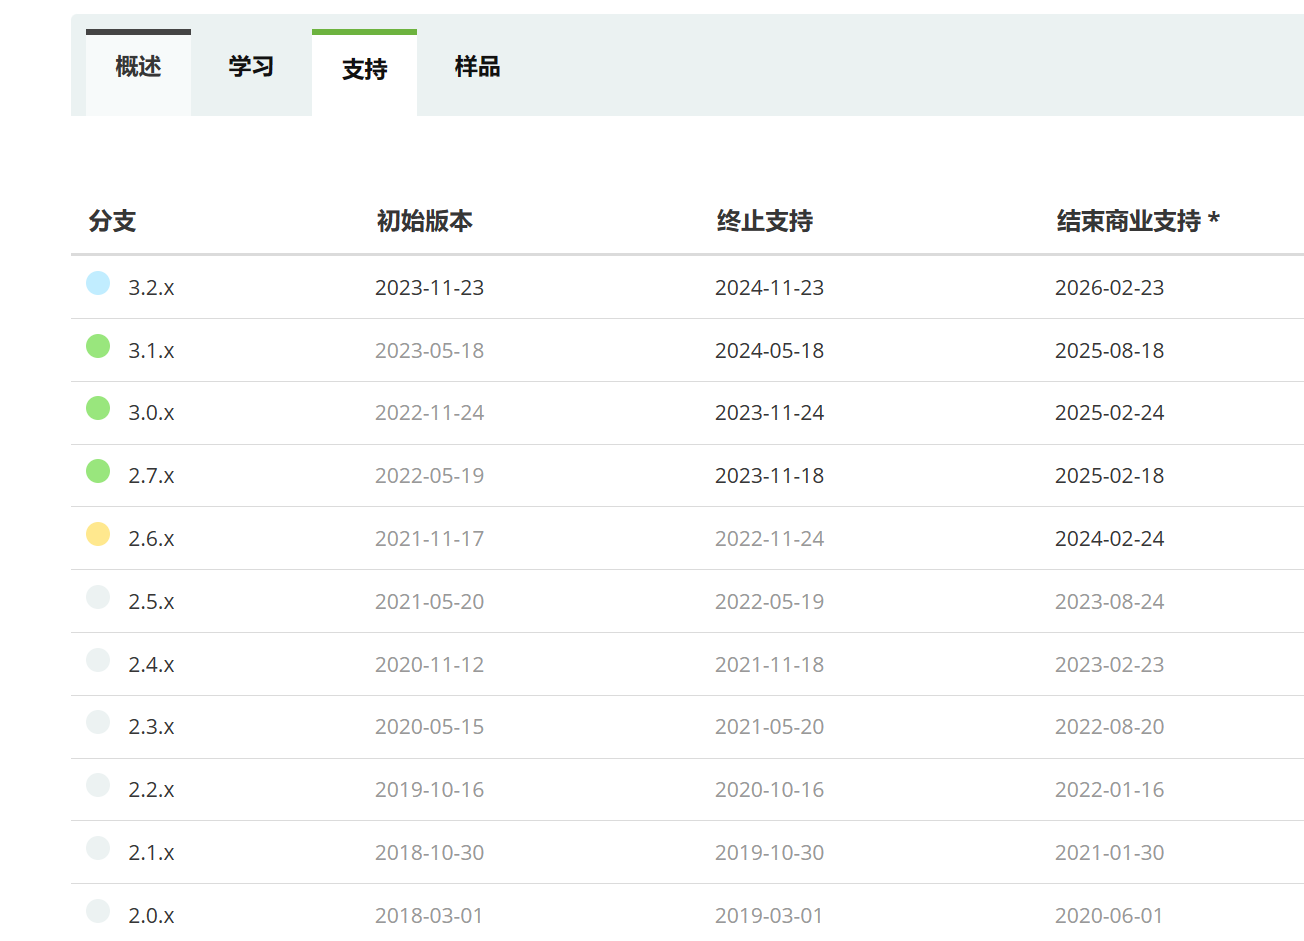 概述 学习 支持 样品
分支 初始版本 终止支持 结束商业支持 *
3.2.x 2023-11-23 2024-11-23 2026-02-23
3.1.x 2023-05-18 2024-05-18 2025-08-18
3.0.x 2022-11-24 2023-11-24 2025-02-24
2.7.x 2022-05-19 2023-11-18 2025-02-18
2.6.x 2021-11-17 2022-11-24 2024-02-24
2.5.x 2021-05-20 2022-05-19 2023-08-24
2.4.x 2020-11-12 2021-11-18 2023-02-23
2.3.x 2020-05-15 2021-05-20 2022-08-20
2.2.x 2019-10-16 2020-10-16 2022-01-16
2.1.x 2018-10-30 2019-10-30 2021-01-30
2.0.x 2018-03-01 2019-03-01 2020-06-01